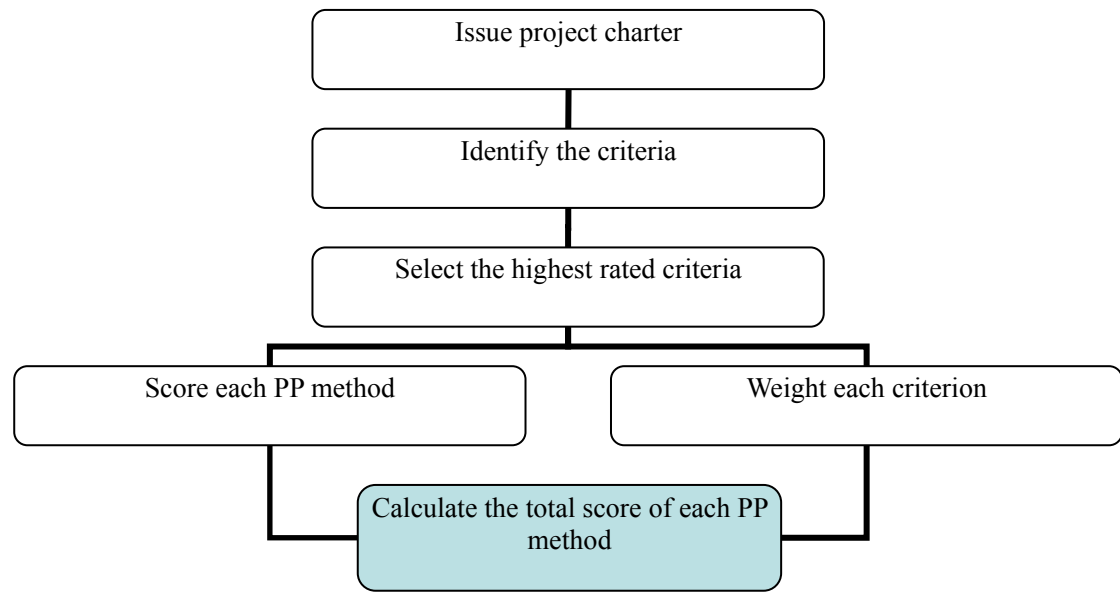 Issue project charter
Identify the criteria
Select the highest rated criteria
Score each PP method
Weight each criterion
Calculate the total score of each PP
method